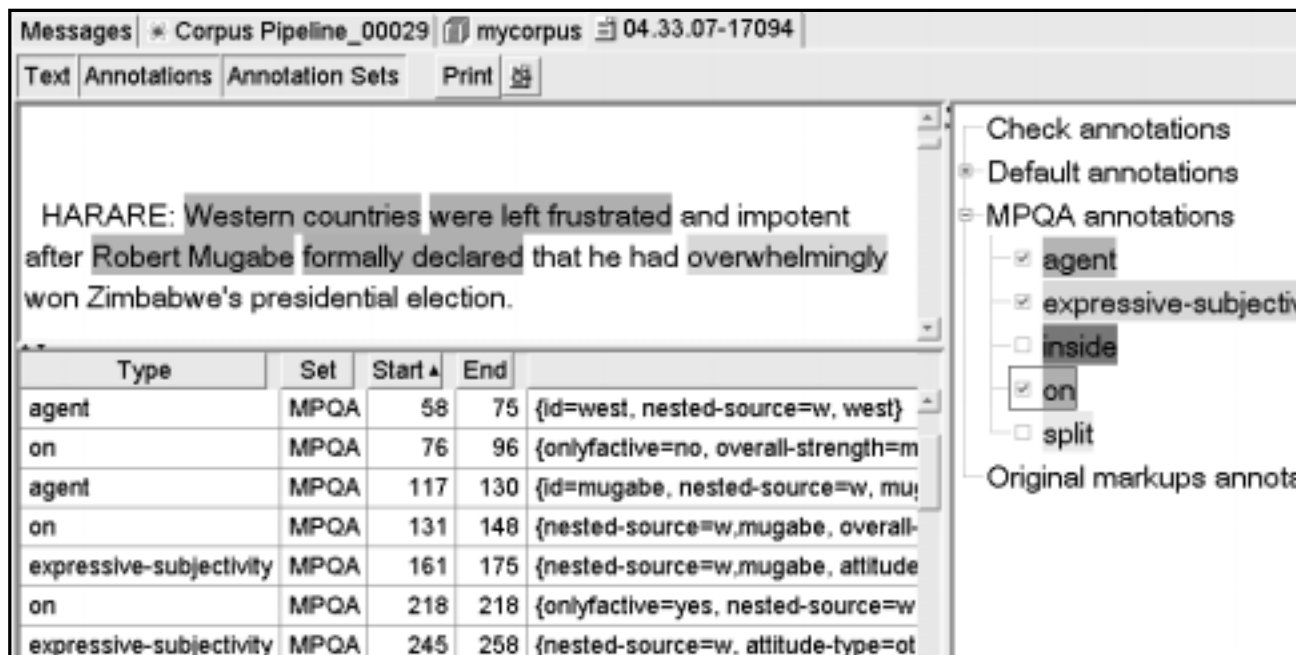 Messages Corpus Pipeline_00029 mycorpus 04.33.07-17094
Text Annotations Annotation Sets Print
HARARE: Western countries were left frustrated and impotent
after Robert Mugabe formally declared that he had overwhelmingly
won Zimbabwe's presidential election.
Type Set Start End
agent MPQA 58 75 {id=west, nested-source=w, west}
on MPQA 76 96 {onlyfactive=no, overall-strength=m
agent MPQA 117 130 {id=mugabe, nested-source=w, mu
on MPQA 131 148 {nested-source=w,mugabe, overall-
expressive-subjectivity MPQA 161 175 {nested-source=w,mugabe, attitude
on MPQA 218 218 {onlyfactive=yes, nested-source=w
expressive-subjectivity MPQA 245 258 {nested-source=w, attitude-type=ot
Check annotations
Default annotations
MPQA annotations
agent
expressive-subjectiv
inside
on
split
Original markups annota